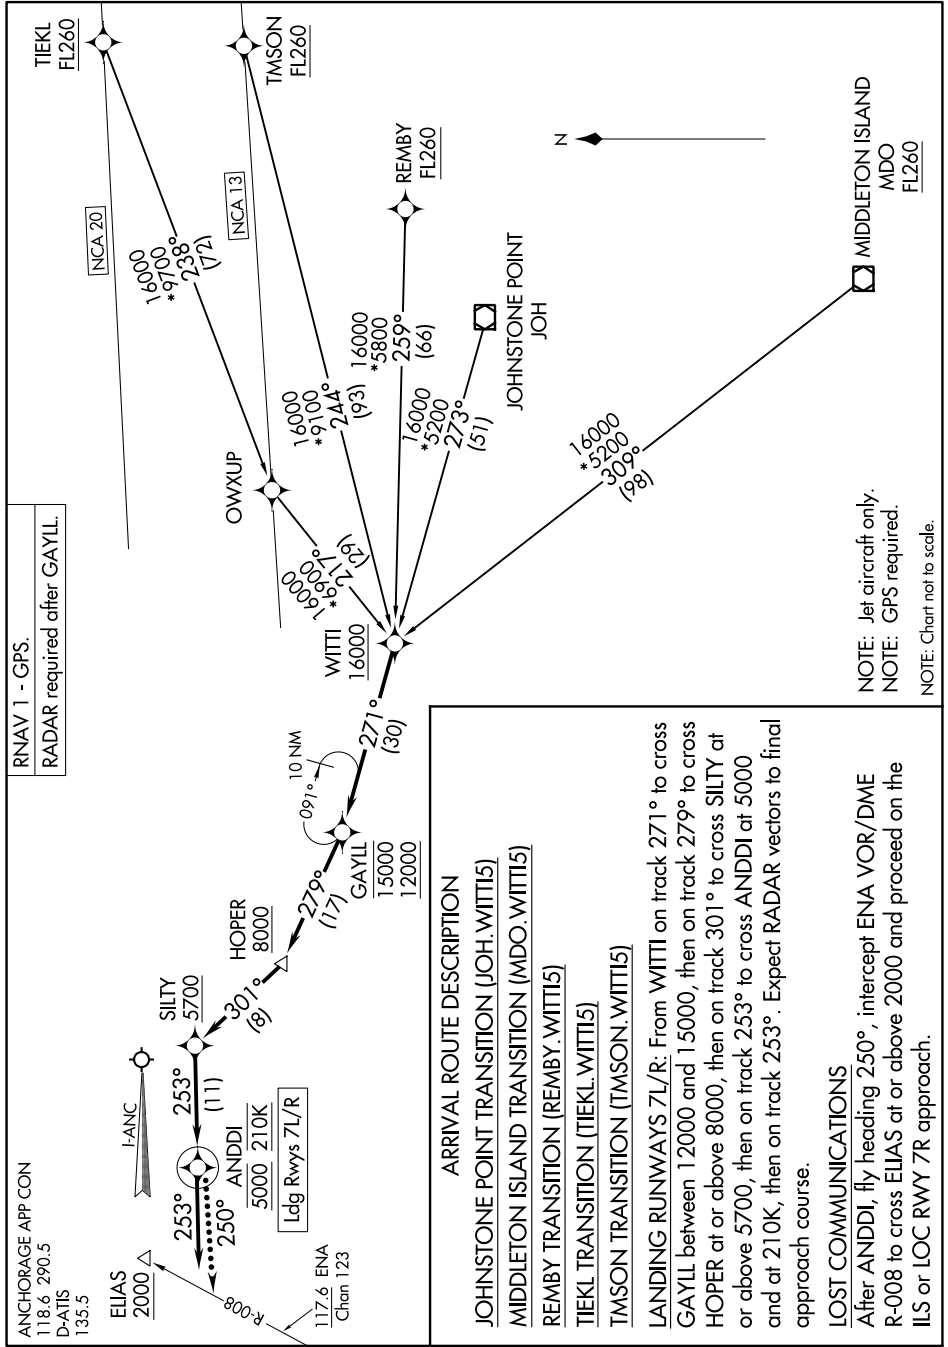 ANCHORAGE APP CON
118.6 290.5
D-ATIS
135.5
RNAV 1 - GPS.
RADAR required after GAYLL.
TIEKL
FL260
NCA 20
16000
*9700
238°
(72)
TMSON
FL260
NCA 13
OWXUP
16000
*6900
217°
(29)
16000
*9100
244°
(93)
REMBY
FL260
16000
*5800
259°
(66)
JOHNSTONE POINT
JOH
16000
*5200
273°
(51)
N
MIDDLETON ISLAND
MDO
FL260
16000
*5200
309°
(98)
WITTI
16000
271°
(30)
10 NM
091°
GAYLL
15000
12000
279°
(17)
HOPER
8000
301°
(8)
SILTY
5700
253°
(11)
I-ANC
ANDDI
5000 210K
Ldg Rwys 7L/R
253°
250°
ELIAS
2000
R-008
117.6 ENA
Chan 123
NOTE: Jet aircraft only.
NOTE: GPS required.
NOTE: Chart not to scale.
ARRIVAL ROUTE DESCRIPTION
JOHNSTONE POINT TRANSITION (JOH.WITTI5)
MIDDLETON ISLAND TRANSITION (MDO.WITTI5)
REMBY TRANSITION (REMBY.WITTI5)
TIEKL TRANSITION (TIEKL.WITTI5)
TMSON TRANSITION (TMSON.WITTI5)
LANDING RUNWAYS 7L/R: From WITTI on track 271° to cross
GAYLL between 12000 and 15000, then on track 279° to cross
HOPER at or above 8000, then on track 301° to cross SILTY at
or above 5700, then on track 253° to cross ANDDI at 5000
and at 210K, then on track 253°. Expect RADAR vectors to final
approach course.
LOST COMMUNICATIONS
After ANDDI, fly heading 250°, intercept ENA VOR/DME
R-008 to cross ELIAS at or above 2000 and proceed on the
ILS or LOC RWY 7R approach.